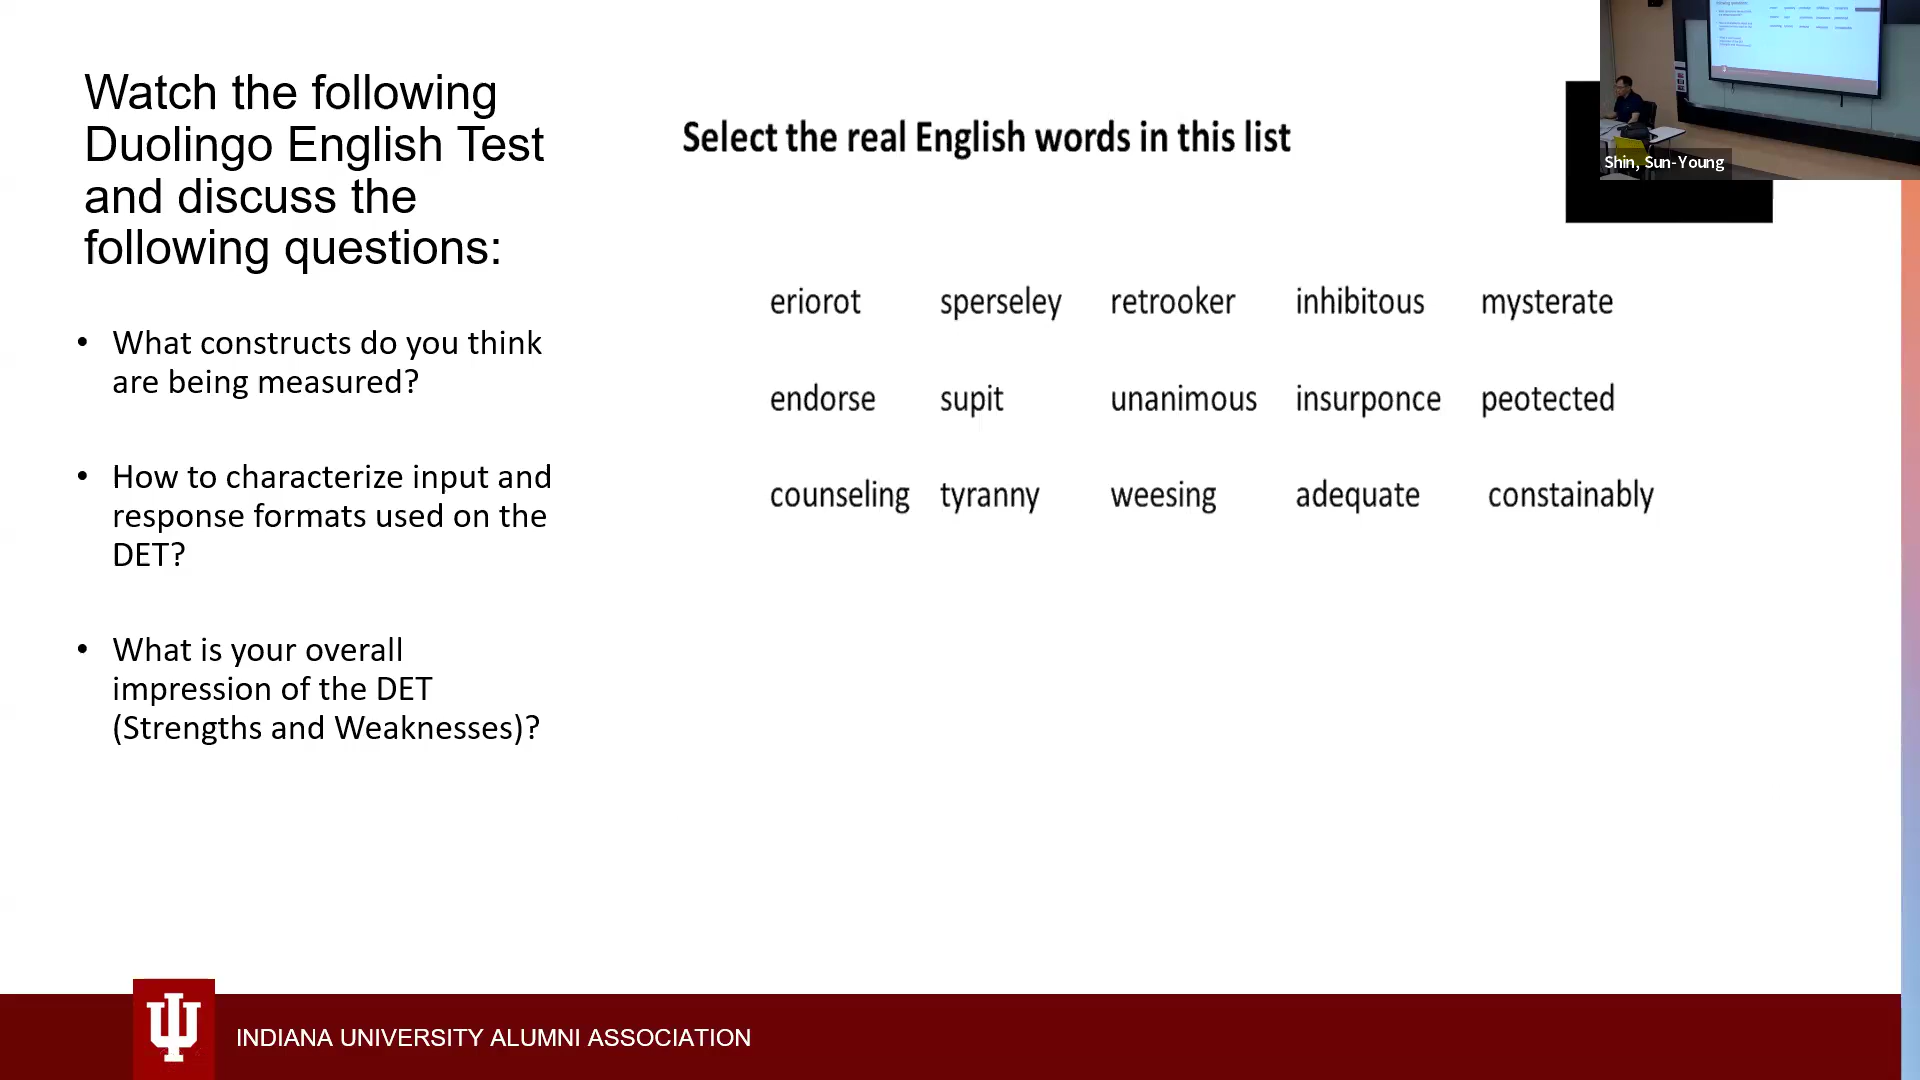 Watch the following
Duolingo English Test
and discuss the
following questions:
• What constructs do you think
are being measured?
• How to characterize input and
response formats used on the
DET?
• What is your overall
impression of the DET
(Strengths and Weaknesses)?
Select the real English words in this list
eriorot sperseley retrooker inhibitous mysterate
endorse supit unanimous insurponce peotected
counseling tyranny weesing adequate constainably
Shin, Sun-Young
INDIANA UNIVERSITY ALUMNI ASSOCIATION